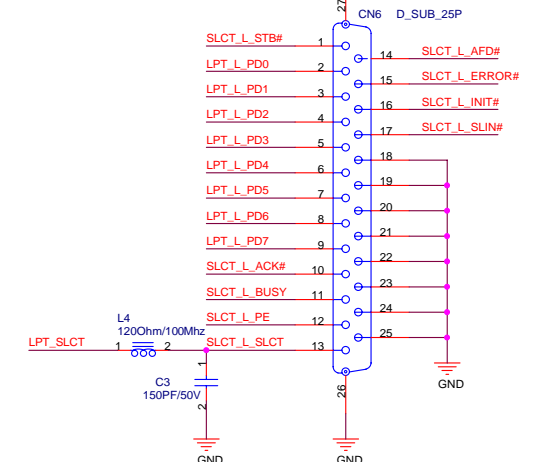 27
CN6 D_SUB_25P
SLCT_L_STB# 1
14 SLCT_L_AFD#
LPT_L_PD0 2
15 SLCT_L_ERROR#
LPT_L_PD1 3
16 SLCT_L_INIT#
LPT_L_PD2 4
17 SLCT_L_SLIN#
LPT_L_PD3 5
18
LPT_L_PD4 6
19
LPT_L_PD5 7
20
LPT_L_PD6 8
21
LPT_L_PD7 9
22
SLCT_L_ACK# 10
23
SLCT_L_BUSY 11
24
SLCT_L_PE 12
25
L4
120Ohm/100Mhz
LPT_SLCT 1 2 SLCT_L_SLCT 13
1
C3
150PF/50V
2
26
GND
GND
GND